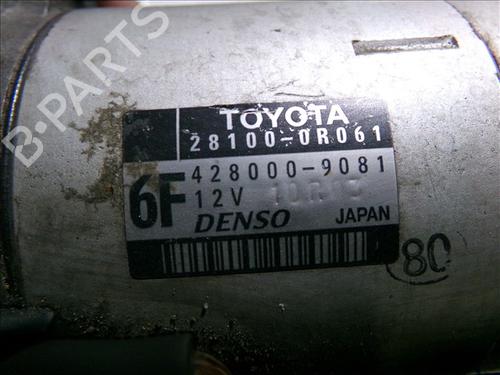 B-PARTS
TOYOTA
28100-0R061
6F
428000-9081
12V
DENSO
JAPAN
80